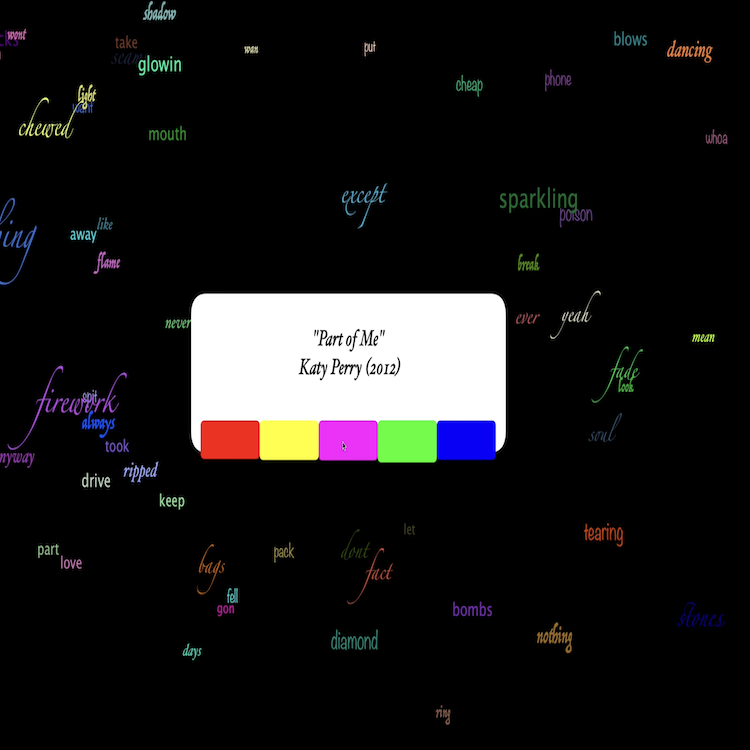 shadow
wont
take
wan
put
blows
dancing
glowin
cheap
phone
light
chewed
mouth
whoa
except
sparkling
poison
like
away
flame
break
never
ever
yeah
mean
"Part of Me"
Katy Perry (2012)
fade
look
firework
spit
always
soul
took
ripped
drive
keep
let
tearing
part
love
pack
dont
bags
fact
fell
gon
bombs
stones
diamond
nothing
days
ring